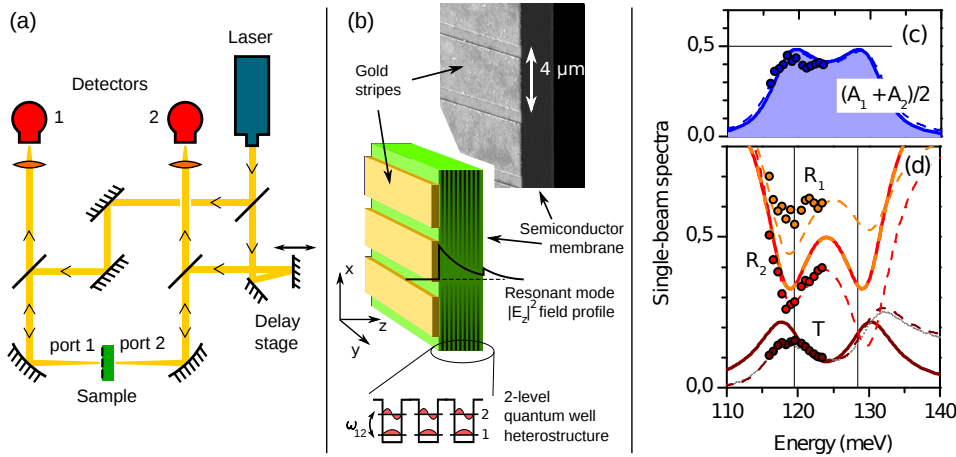 (a)
Laser
Detectors
1
2
port 1
port 2
Sample
Delay
stage
(b)
Gold
stripes
4 µm
Semiconductor
membrane
x
z
y
Resonant mode
|E_z|² field profile
ω₁₂
2
1
2-level
quantum well
heterostructure
Single-beam spectra
(c)
0,5
(A₁ +A₂)/2
0,0
(d)
R₁
0,5
R₂
T
0,0
110 120 130 140
Energy (meV)